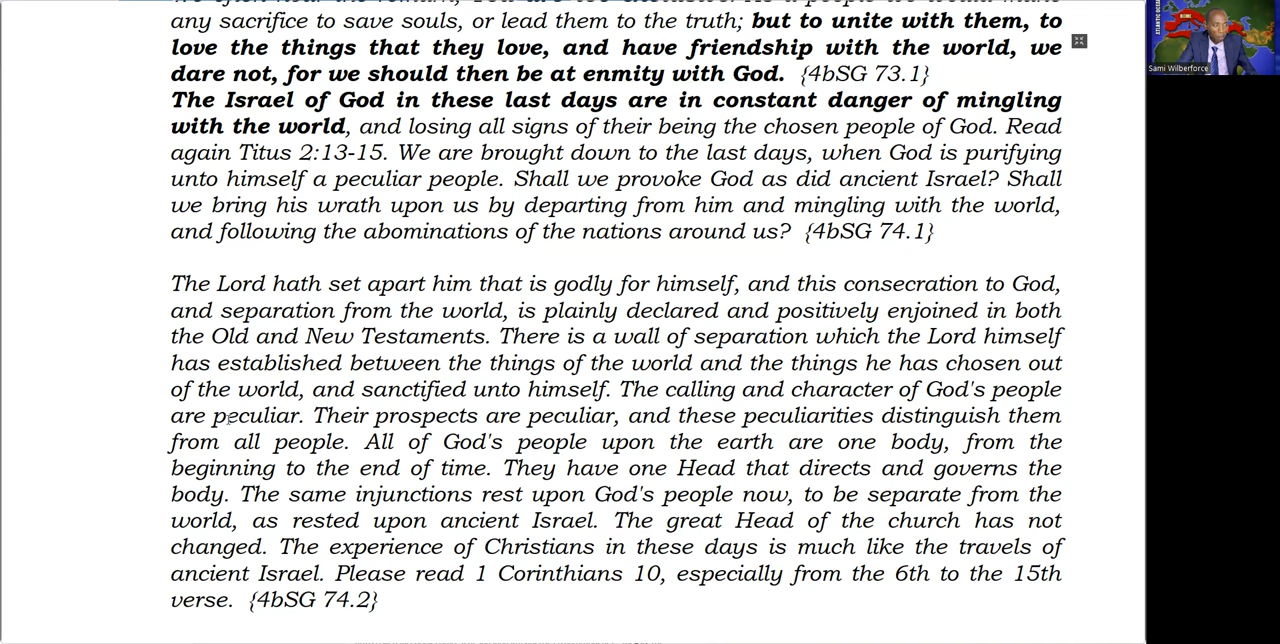 any sacrifice to save souls, or lead them to the truth; but to unite with them, to
love the things that they love, and have friendship with the world, we
dare not, for we should then be at enmity with God. {4bSG 73.1}
The Israel of God in these last days are in constant danger of mingling
with the world, and losing all signs of their being the chosen people of God. Read
again Titus 2:13-15. We are brought down to the last days, when God is purifying
unto himself a peculiar people. Shall we provoke God as did ancient Israel? Shall
we bring his wrath upon us by departing from him and mingling with the world,
and following the abominations of the nations around us? {4bSG 74.1}
The Lord hath set apart him that is godly for himself, and this consecration to God,
and separation from the world, is plainly declared and positively enjoined in both
the Old and New Testaments. There is a wall of separation which the Lord himself
has established between the things of the world and the things he has chosen out
of the world, and sanctified unto himself. The calling and character of God's people
are peculiar. Their prospects are peculiar, and these peculiarities distinguish them
from all people. All of God's people upon the earth are one body, from the
beginning to the end of time. They have one Head that directs and governs the
body. The same injunctions rest upon God's people now, to be separate from the
world, as rested upon ancient Israel. The great Head of the church has not
changed. The experience of Christians in these days is much like the travels of
ancient Israel. Please read 1 Corinthians 10, especially from the 6th to the 15th
verse. {4bSG 74.2}
ATLANTIC OCEAN
ROME
Sami Wilberforce